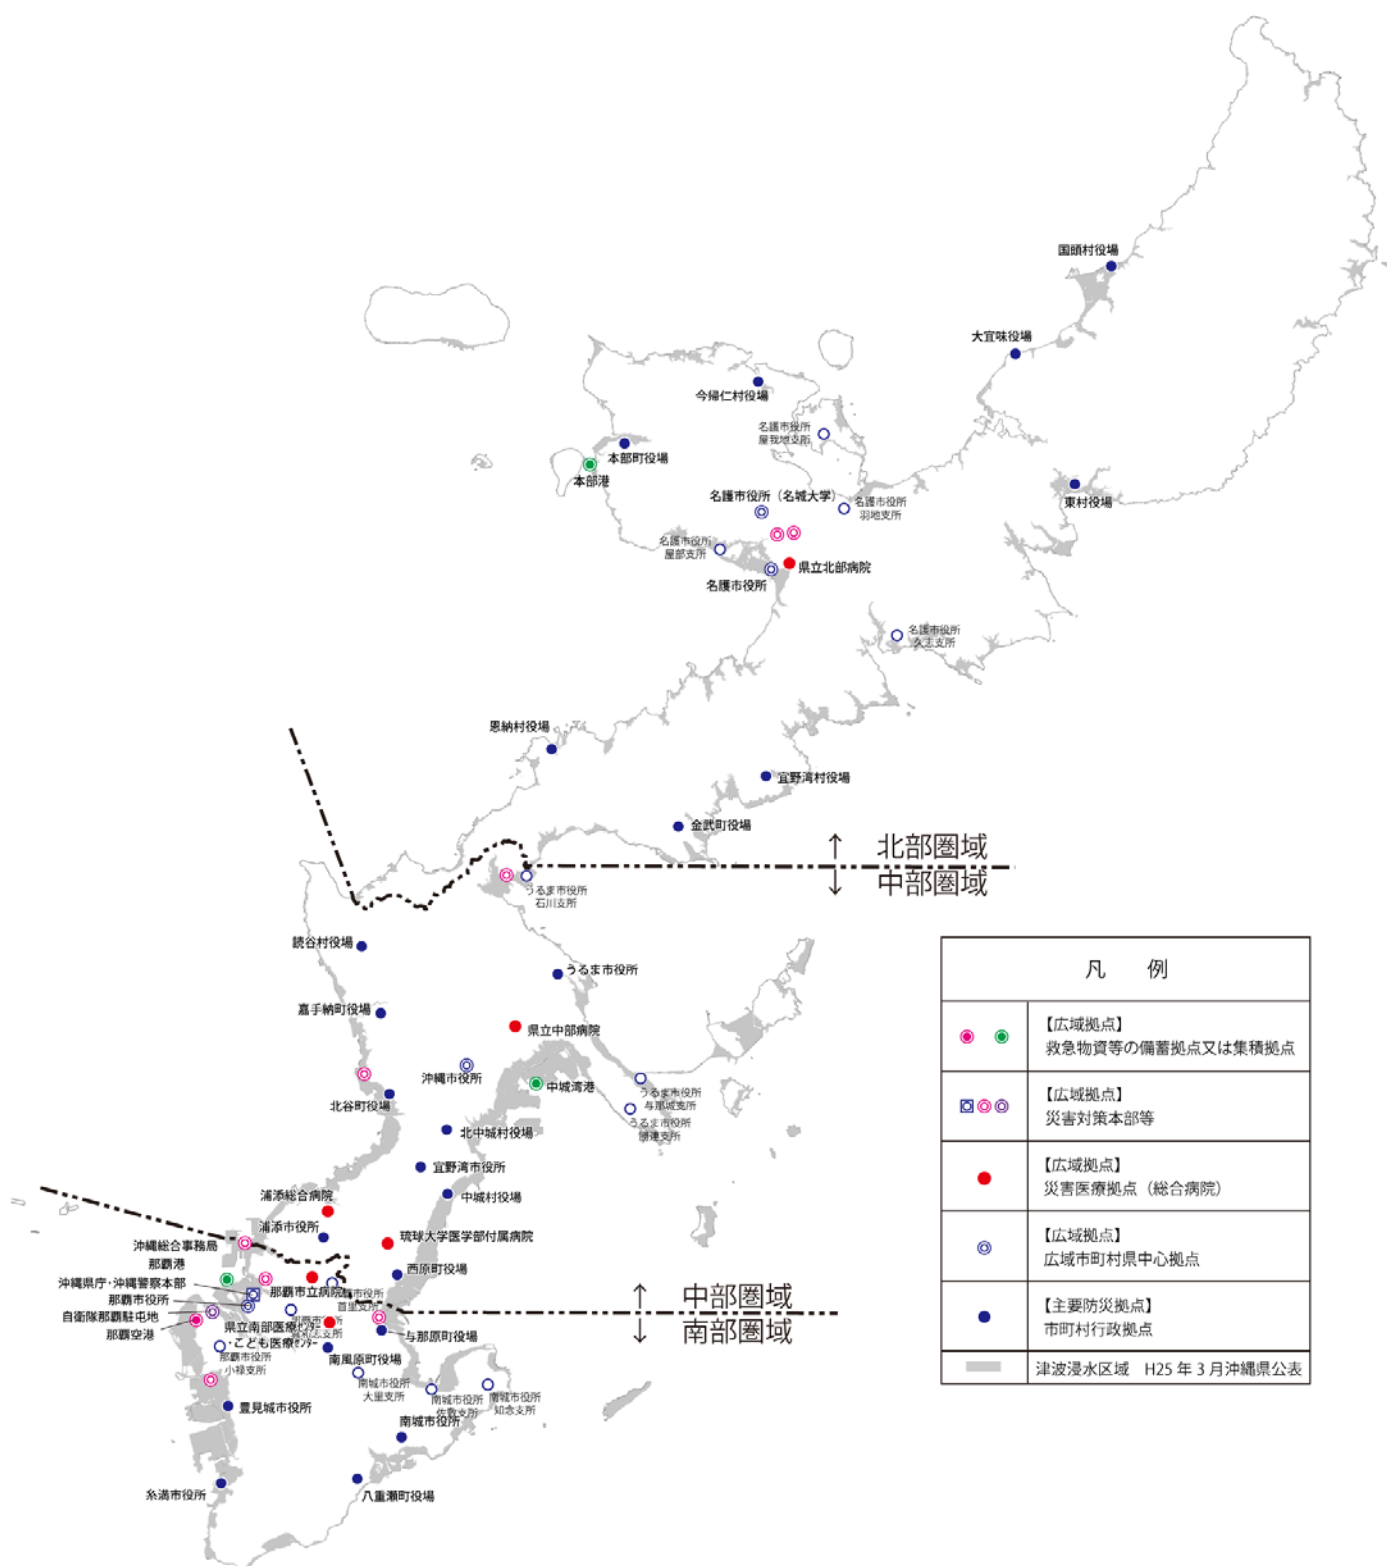 国頭村役場
大宜味役場
今帰仁村役場
名護市役所
屋我地支所
本部町役場
本部港
名護市役所（名城大学）
名護市役所
羽地支所
東村役場
名護市役所
屋部支所
県立北部病院
名護市役所
名護市役所
久志支所
恩納村役場
宜野湾村役場
金武町役場
↑ 北部圏域
↓ 中部圏域
うるま市役所
石川支所
読谷村役場
うるま市役所
嘉手納町役場
県立中部病院
沖縄市役所
中城湾港
うるま市役所
与那城支所
北谷町役場
うるま市役所
勝連支所
北中城村役場
宜野湾市役所
中城村役場
浦添総合病院
浦添市役所
琉球大学医学部付属病院
沖縄総合事務局
那覇港
西原町役場
沖縄県庁・沖縄警察本部
那覇市立病院
首里支所
那覇市役所
↑ 中部圏域
↓ 南部圏域
自衛隊那覇駐屯地
県立南部医療センター
・こども医療センター
那覇空港
与那原町役場
那覇市役所
小禄支所
南風原町役場
南城市役所
大里支所
南城市役所
佐敷支所
南城市役所
知念支所
豊見城市役所
南城市役所
糸満市役所
八重瀬町役場
凡 例
【広域拠点】
救急物資等の備蓄拠点又は集積拠点
【広域拠点】
災害対策本部等
【広域拠点】
災害医療拠点（総合病院）
【広域拠点】
広域市町村県中心拠点
【主要防災拠点】
市町村行政拠点
津波浸水区域 H25 年 3 月沖縄県公表